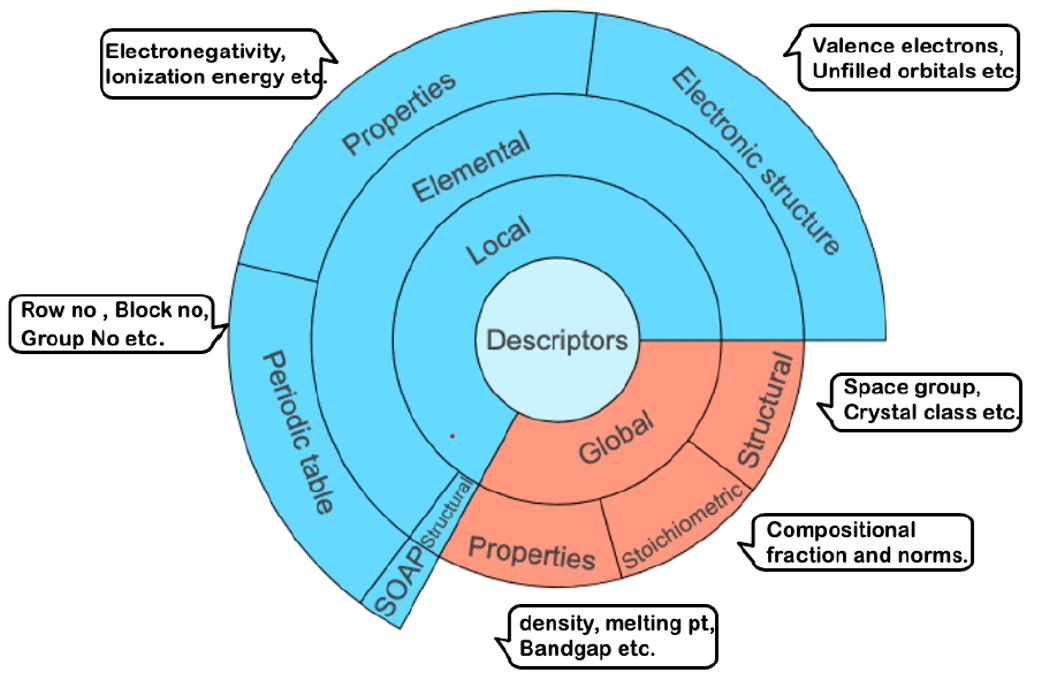 Electronegativity,
Ionization energy etc.
Valence electrons,
Unfilled orbitals etc.
Properties
Electronic structure
Elemental
Local
Descriptors
Row no , Block no,
Group No etc.
Periodic table
Space group,
Crystal class etc.
Structural
Global
Structural
Stoichiometric
Properties
SOAP
Compositional
fraction and norms.
density, melting pt,
Bandgap etc.